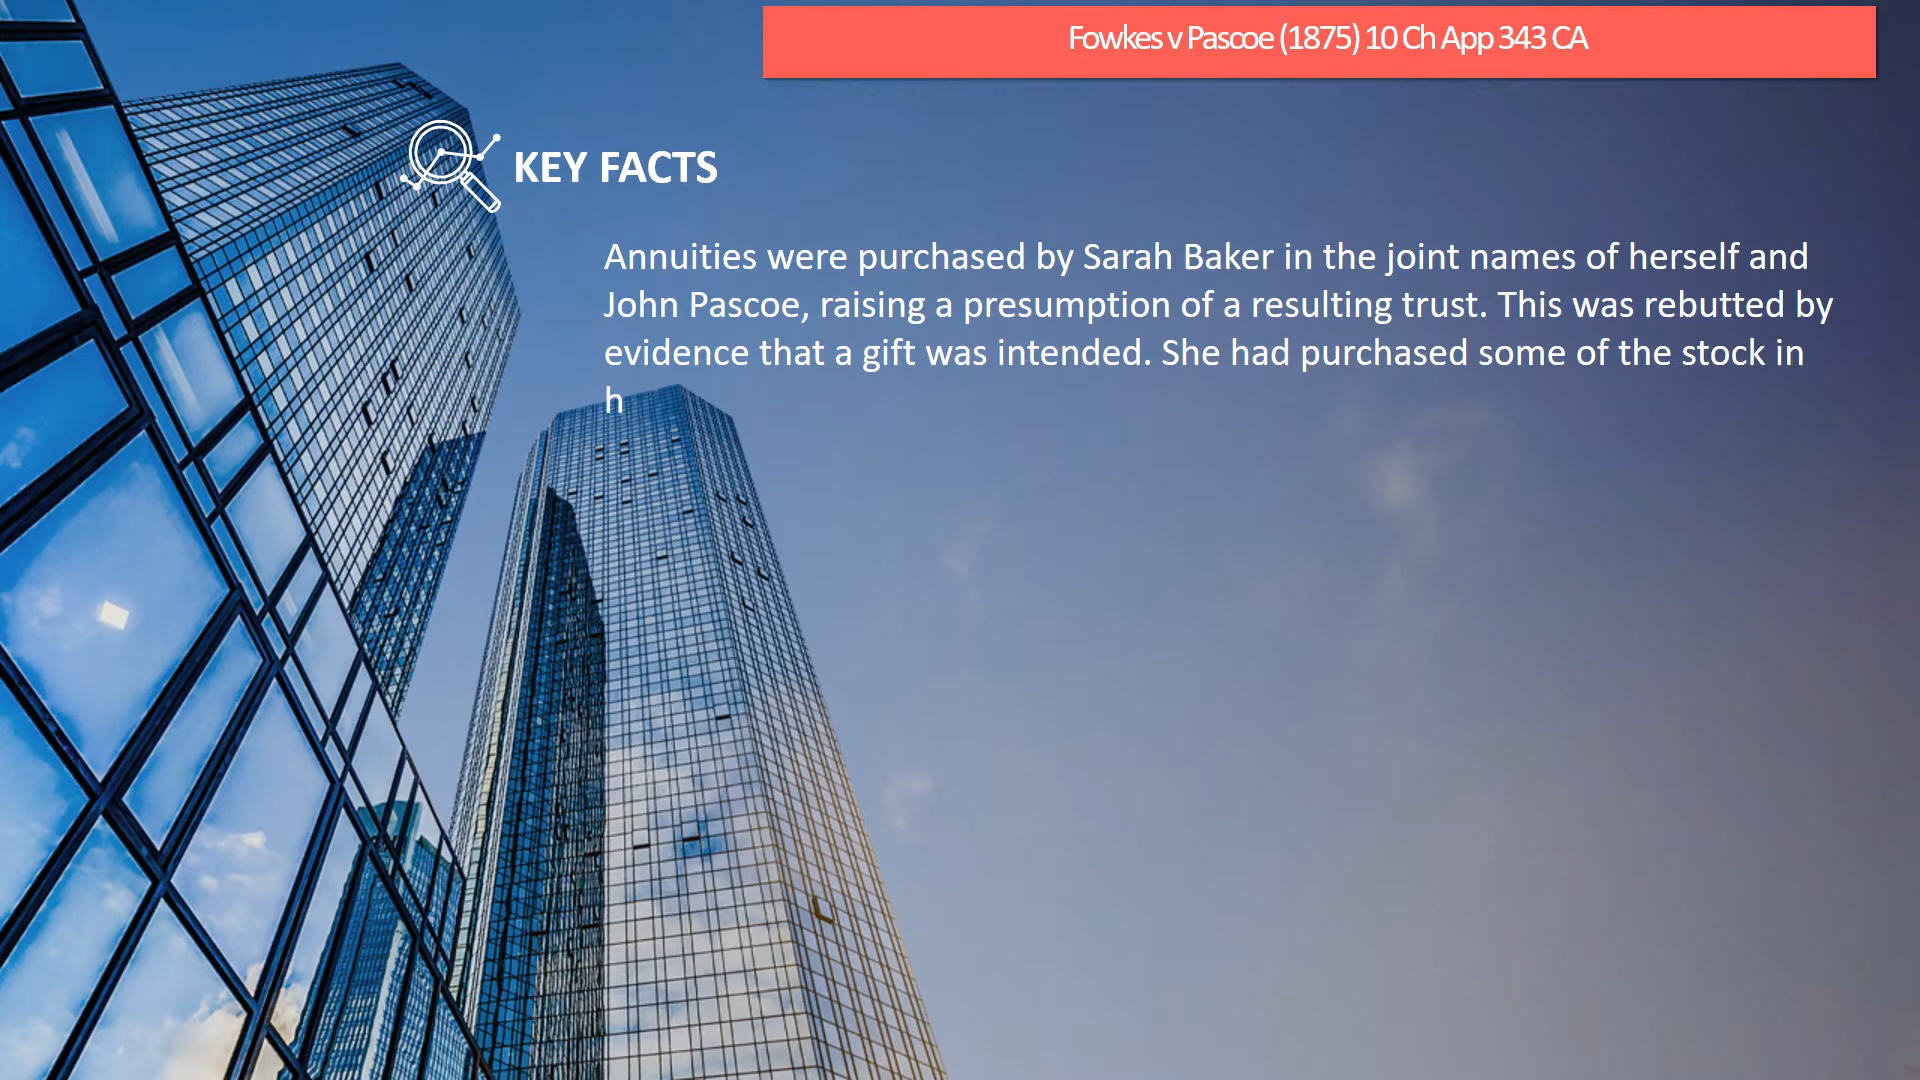 Fowkes v Pascoe (1875) 10 Ch App 343 CA
KEY FACTS
Annuities were purchased by Sarah Baker in the joint names of herself and
John Pascoe, raising a presumption of a resulting trust. This was rebutted by
evidence that a gift was intended. She had purchased some of the stock in
h